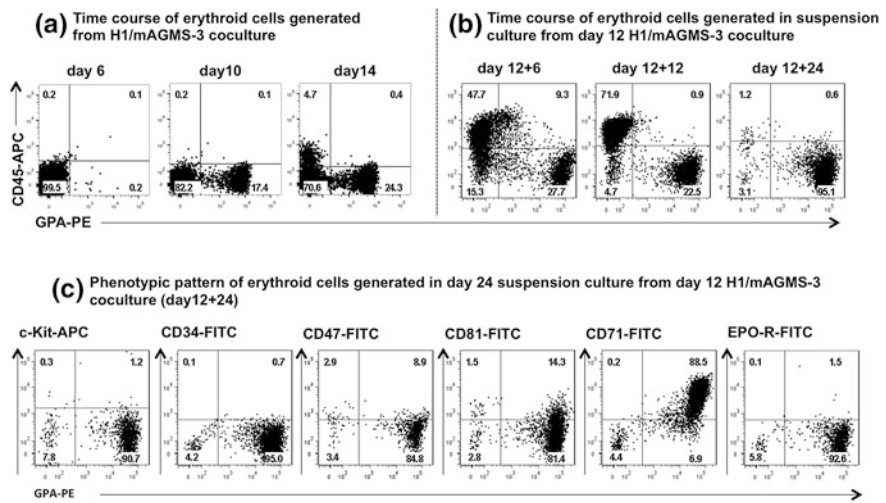 (a) Time course of erythroid cells generated
from H1/mAGMS-3 coculture
day 6
day10
day14
0.2
0.1
0.2
0.1
4.7
0.4
99.5
0.2
82.2
17.4
70.6
24.3
CD45-APC
GPA-PE
(b) Time course of erythroid cells generated in suspension
culture from day 12 H1/mAGMS-3 coculture
day 12+6
day 12+12
day 12+24
47.7
9.3
71.9
0.9
1.2
0.6
15.3
27.7
4.7
22.5
3.1
95.1
(c) Phenotypic pattern of erythroid cells generated in day 24 suspension culture from day 12 H1/mAGMS-3
coculture (day12+24)
c-Kit-APC
CD34-FITC
CD47-FITC
CD81-FITC
CD71-FITC
EPO-R-FITC
0.3
1.2
0.1
0.7
2.9
8.9
1.5
14.3
0.2
88.5
0.1
1.5
7.8
90.7
4.2
95.0
3.4
84.8
2.8
81.4
4.4
6.9
5.8
92.6
GPA-PE